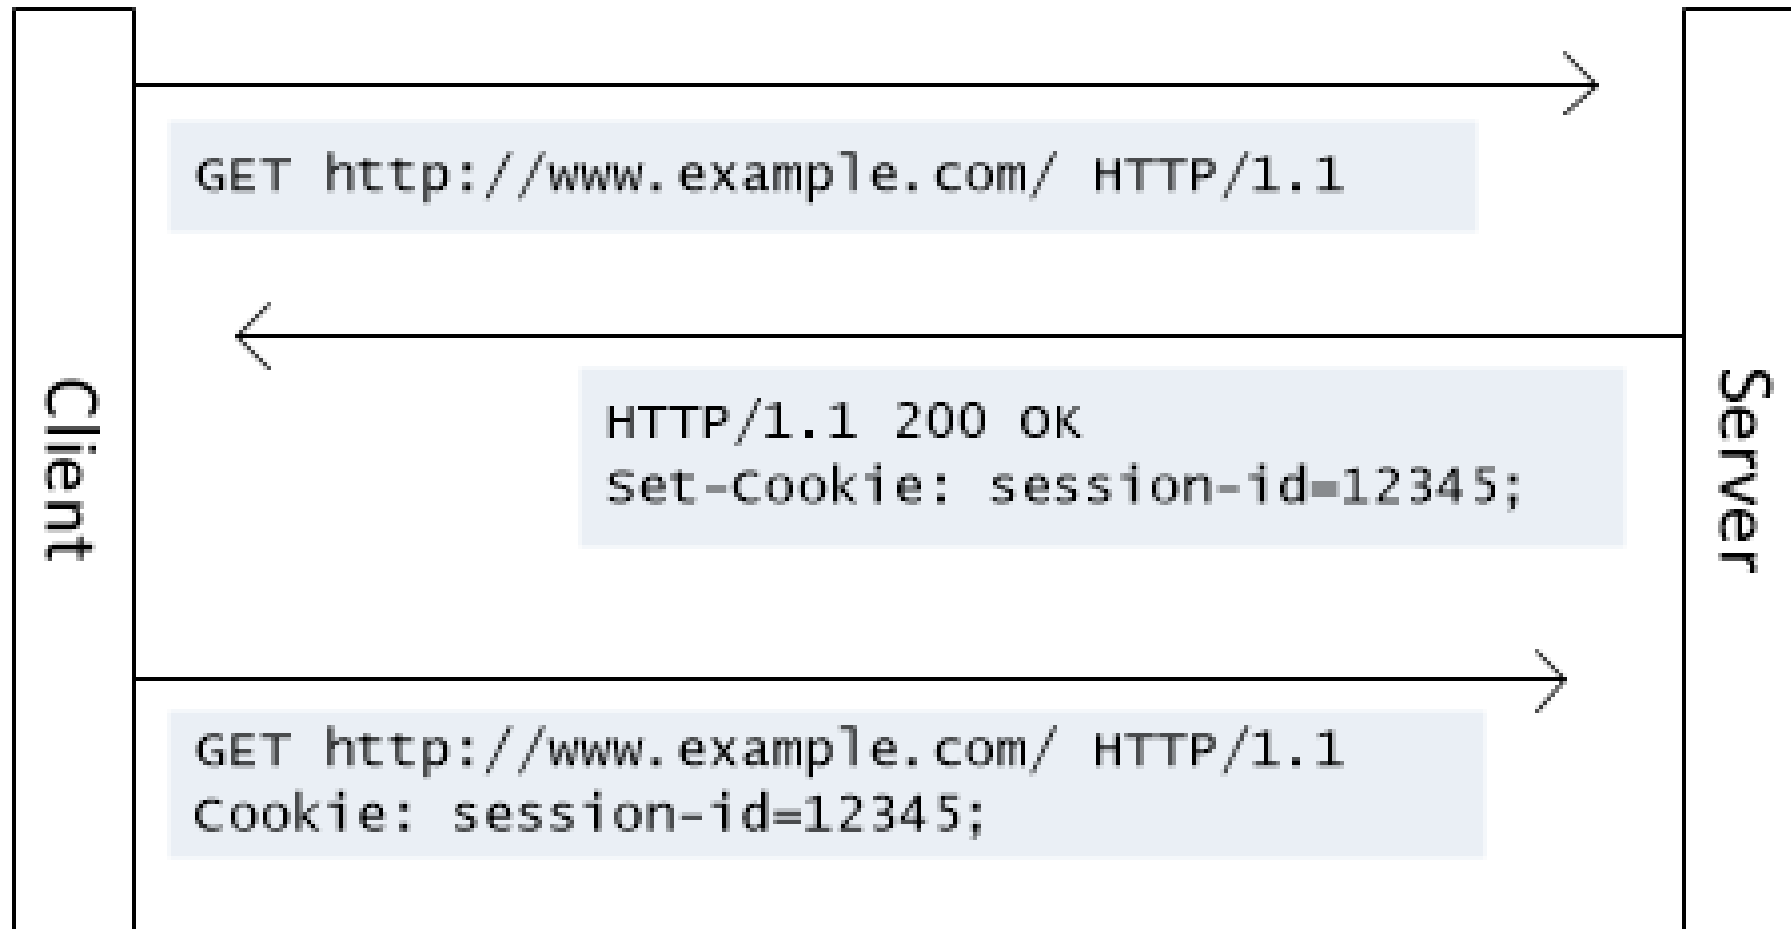 GET http://www.example.com/ HTTP/1.1
HTTP/1.1 200 OK
Set-Cookie: session-id=12345;
Client
Server
GET http://www.example.com/ HTTP/1.1
Cookie: session-id=12345;